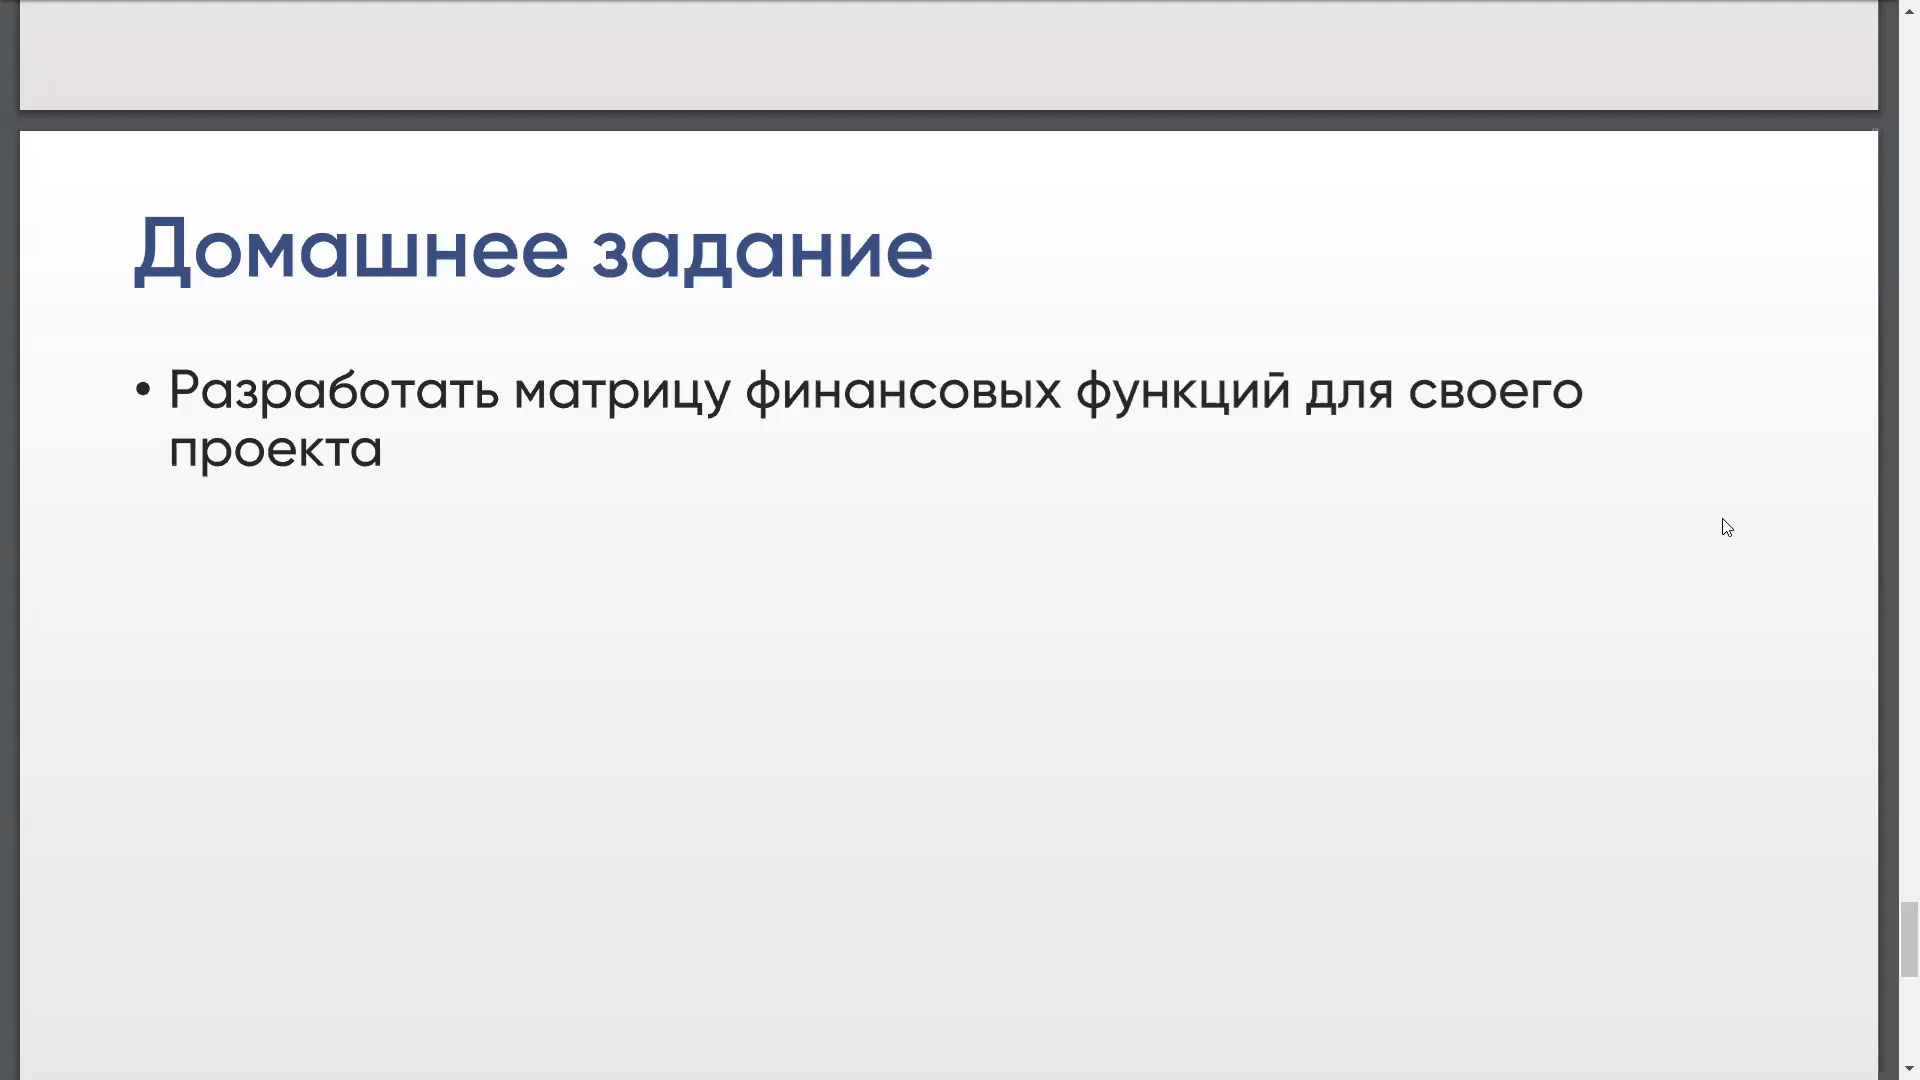 Домашнее задание
• Разработать матрицу финансовых функций для своего
проекта